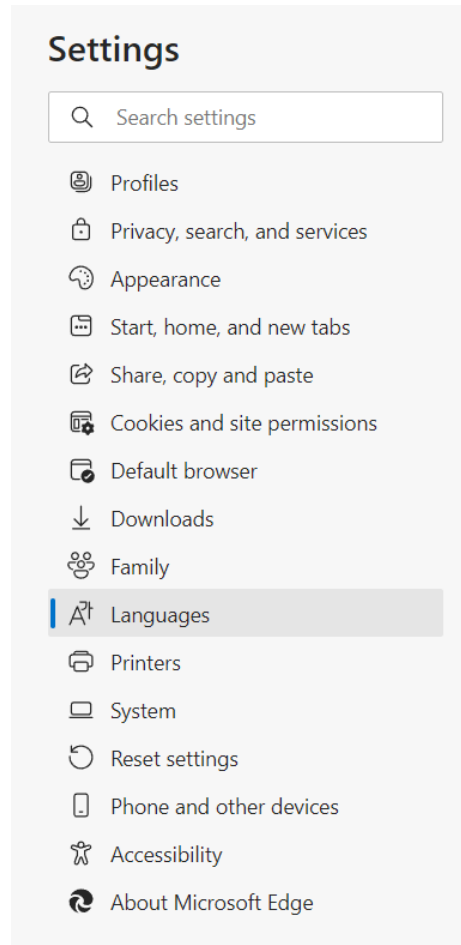 Settings
Search settings
Profiles
Privacy, search, and services
Appearance
Start, home, and new tabs
Share, copy and paste
Cookies and site permissions
Default browser
Downloads
Family
Languages
Printers
System
Reset settings
Phone and other devices
Accessibility
About Microsoft Edge